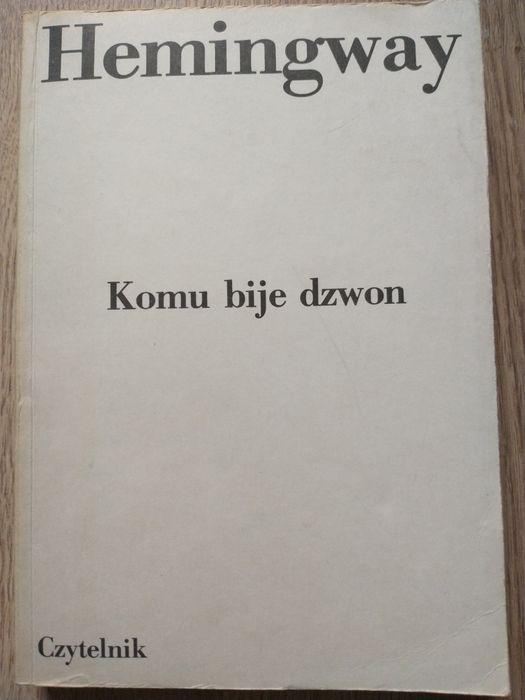 Hemingway
Komu bije dzwon
Czytelnik